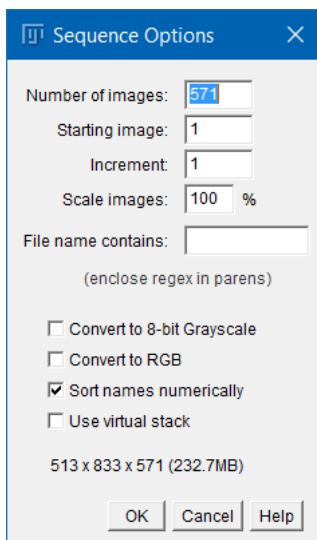 Sequence Options
Number of images: 571
Starting image: 1
Increment: 1
Scale images: 100 %
File name contains:
(enclose regex in parens)
Convert to 8-bit Grayscale
Convert to RGB
Sort names numerically
Use virtual stack
513 x 833 x 571 (232.7MB)
OK Cancel Help